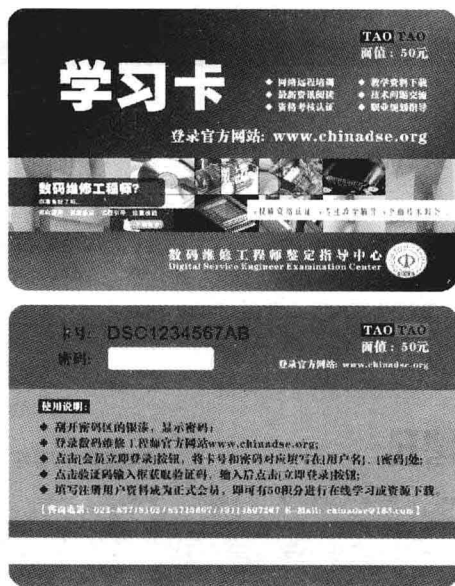 TAO TAO
面值：50元
学习卡
◆ 网络远程培训 ◆ 教学资料下载
◆ 最新资讯阅读 ◆ 技术问题交流
◆ 资格考核认证 ◆ 职业规划指导
登录官方网站: www.chinadse.org
数码维修工程师?
数码维修工程师鉴定指导中心
Digital Service Engineer Examination Center
卡号: DSC1234567AB
密码:
TAO TAO
面值：50元
登录官方网站: www.chinadse.org
使用说明:
◆ 刮开密码区的银漆，显示密码;
◆ 登录数码维修工程师官方网站www.chinadse.org;
◆ 点击[会员立即登录]按钮，将卡号和密码对应填写在[用户名]、[密码]处;
◆ 点击验证码输入框获取验证码，输入后点击[立即登录]按钮;
◆ 填写注册用户资料成为正式会员，即可有50积分进行在线学习或资源下载